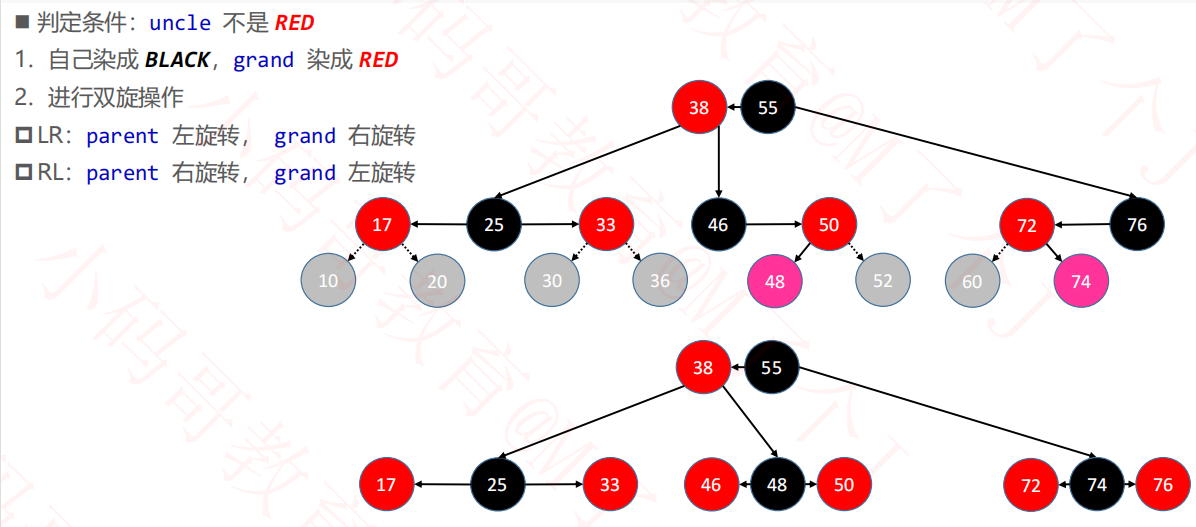 ■ 判定条件：uncle 不是 RED
1. 自己染成 BLACK，grand 染成 RED
2. 进行双旋操作
LR：parent 左旋转， grand 右旋转
RL：parent 右旋转， grand 左旋转
38 55
17 25 33 46 50 72 76
10 20 30 36 48 52 60 74
38 55
17 25 33 46 48 50 72 74 76
小码哥教育@M了个J